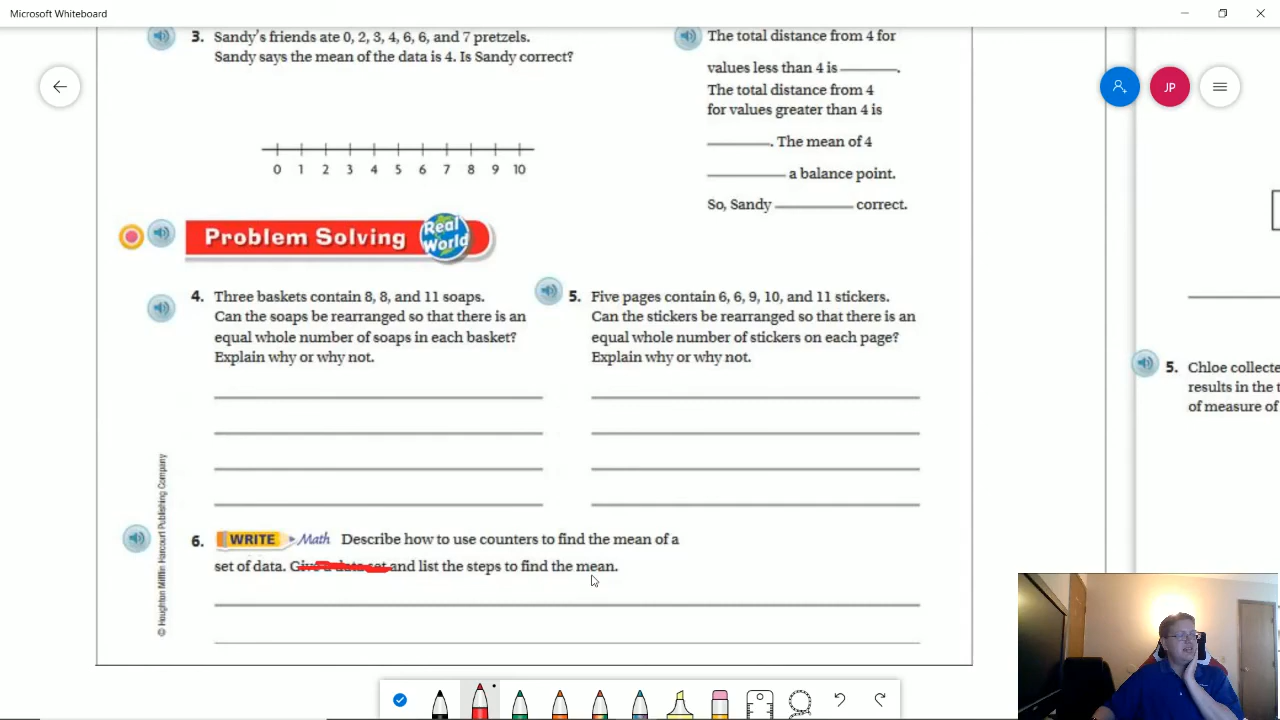 Microsoft Whiteboard
3. Sandy's friends ate 0, 2, 3, 4, 6, 6, and 7 pretzels.
Sandy says the mean of the data is 4. Is Sandy correct?
0 1 2 3 4 5 6 7 8 9 10
The total distance from 4 for
values less than 4 is ________.
The total distance from 4
for values greater than 4 is
________. The mean of 4
________ a balance point.
So, Sandy ________ correct.
JP
Problem Solving Real World
4. Three baskets contain 8, 8, and 11 soaps.
Can the soaps be rearranged so that there is an
equal whole number of soaps in each basket?
Explain why or why not.
5. Five pages contain 6, 6, 9, 10, and 11 stickers.
Can the stickers be rearranged so that there is an
equal whole number of stickers on each page?
Explain why or why not.
6. WRITE Math Describe how to use counters to find the mean of a
set of data. Give a data set and list the steps to find the mean.
© Houghton Mifflin Harcourt Publishing Company
5. Chloe collecte
results in the t
of measure of